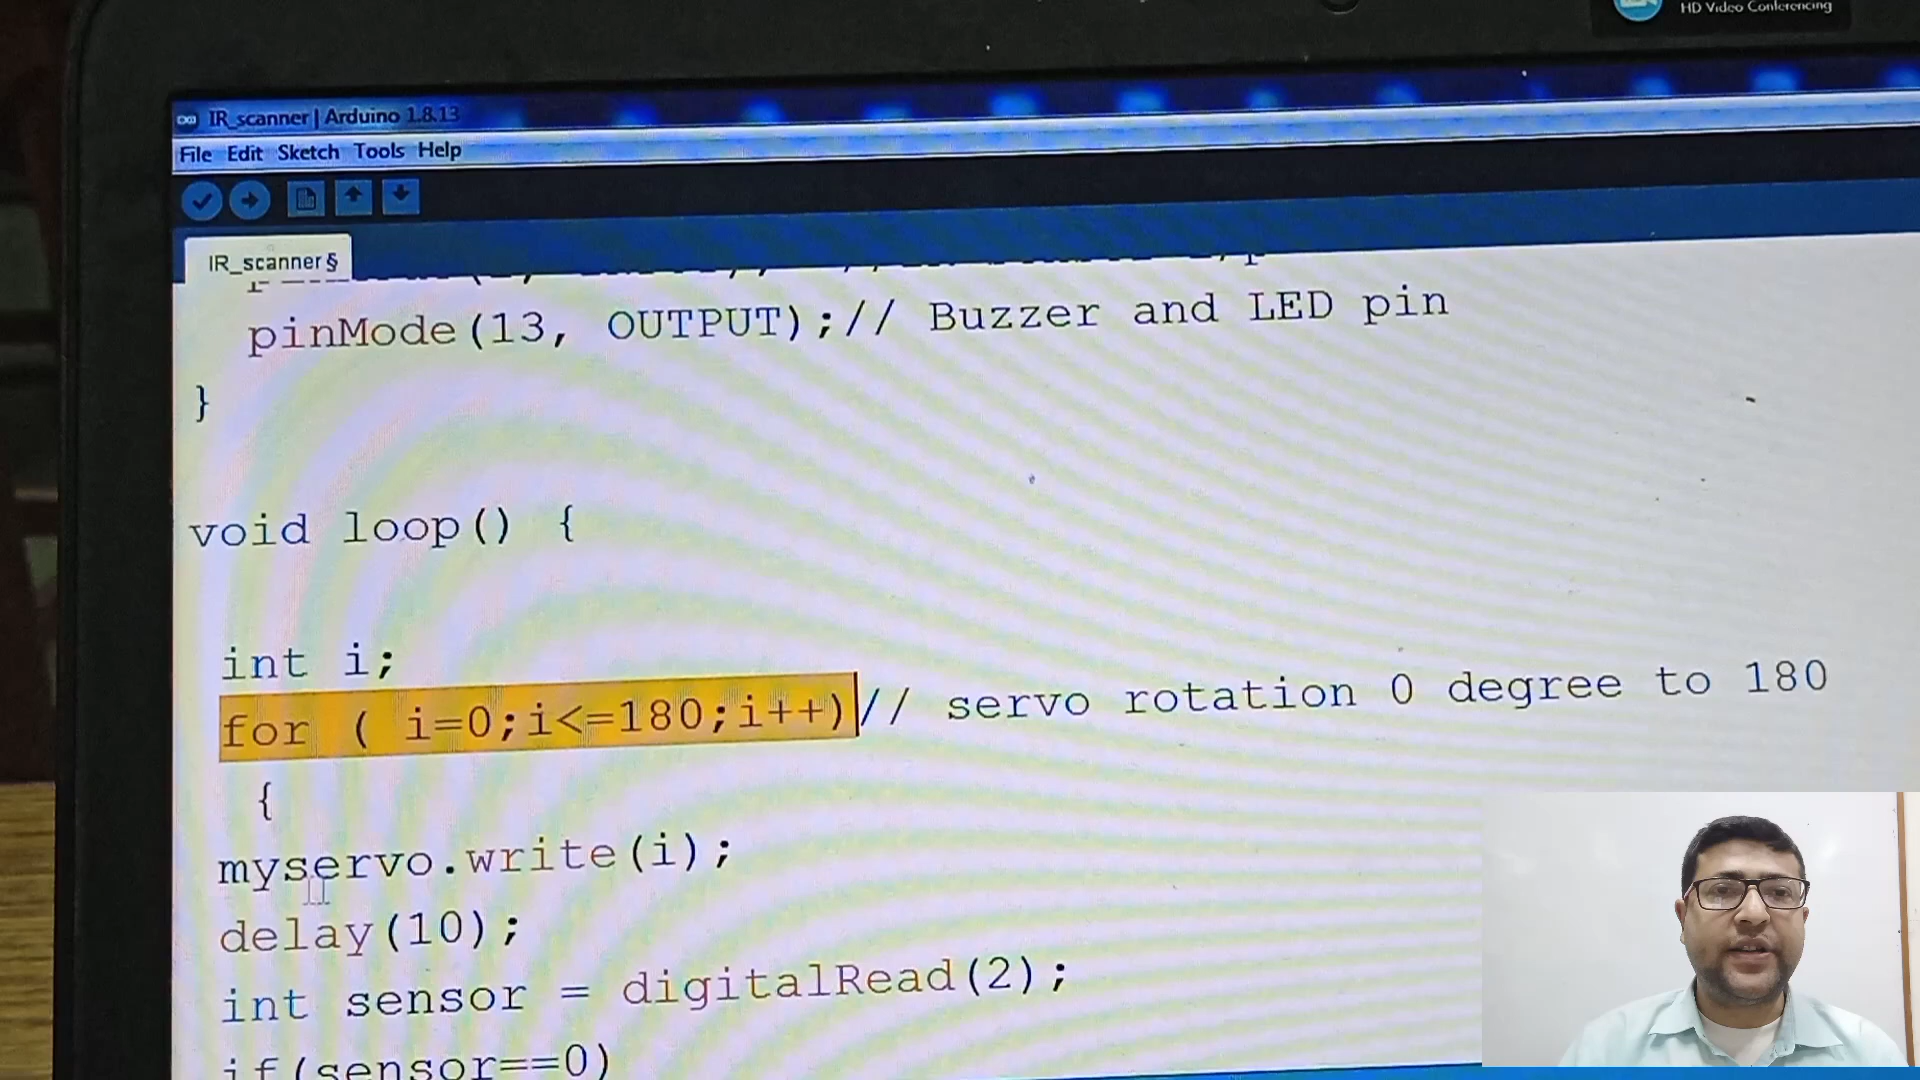 HD Video Conferencing
IR_scanner | Arduino 1.8.13
File Edit Sketch Tools Help
IR_scanner §
pinMode(13, OUTPUT);// Buzzer and LED pin
}
void loop() {
int i;
for ( i=0;i<=180;i++)// servo rotation 0 degree to 180
{
myservo.write(i);
delay(10);
int sensor = digitalRead(2);
if(sensor==0)